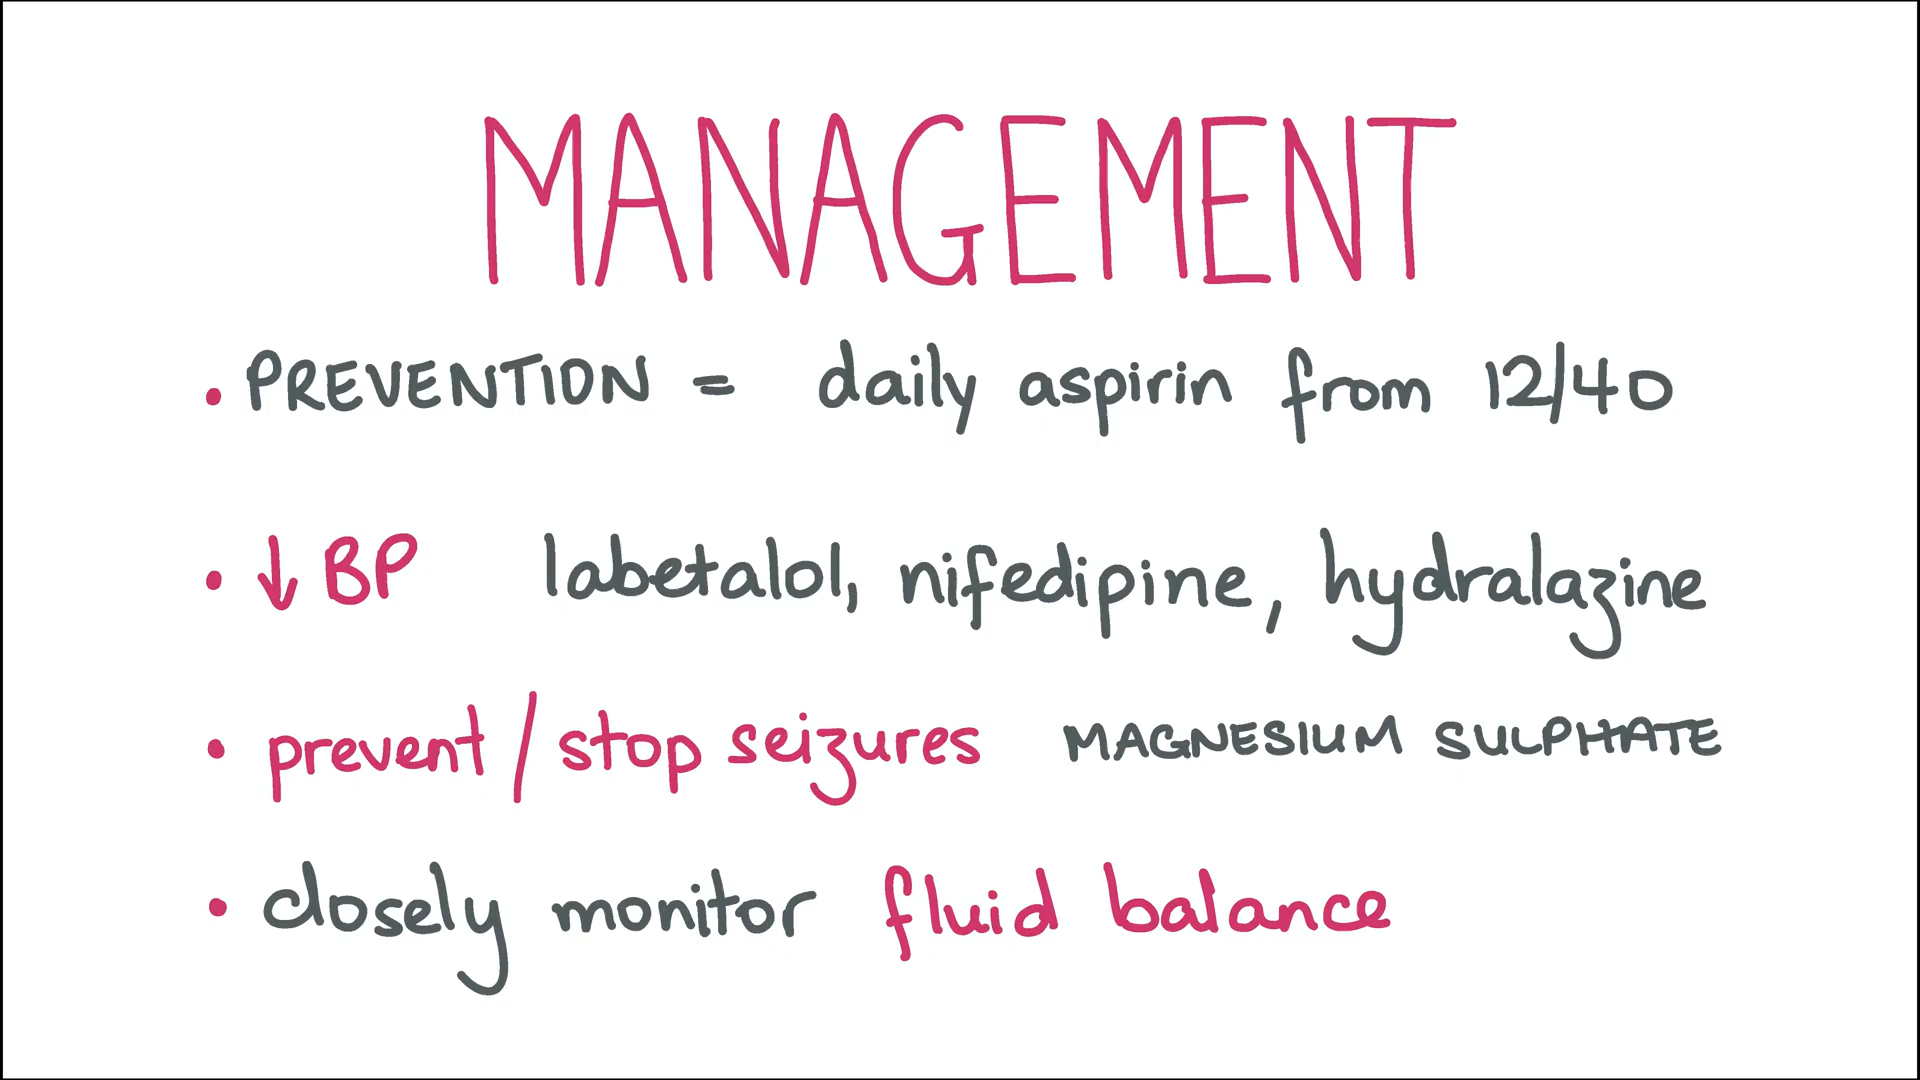 MANAGEMENT
• PREVENTION = daily aspirin from 12/40
• ↓ BP labetalol, nifedipine, hydralazine
• prevent / stop seizures MAGNESIUM SULPHATE
• closely monitor fluid balance